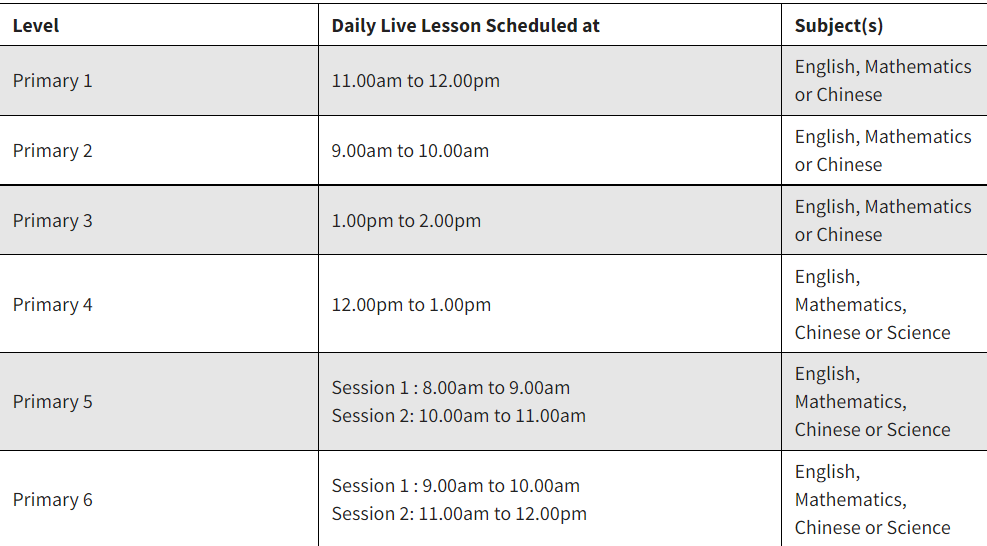 Level
Daily Live Lesson Scheduled at
Subject(s)
Primary 1
11.00am to 12.00pm
English, Mathematics
or Chinese
Primary 2
9.00am to 10.00am
English, Mathematics
or Chinese
Primary 3
1.00pm to 2.00pm
English, Mathematics
or Chinese
Primary 4
12.00pm to 1.00pm
English,
Mathematics,
Chinese or Science
Primary 5
Session 1 : 8.00am to 9.00am
Session 2: 10.00am to 11.00am
English,
Mathematics,
Chinese or Science
Primary 6
Session 1 : 9.00am to 10.00am
Session 2: 11.00am to 12.00pm
English,
Mathematics,
Chinese or Science